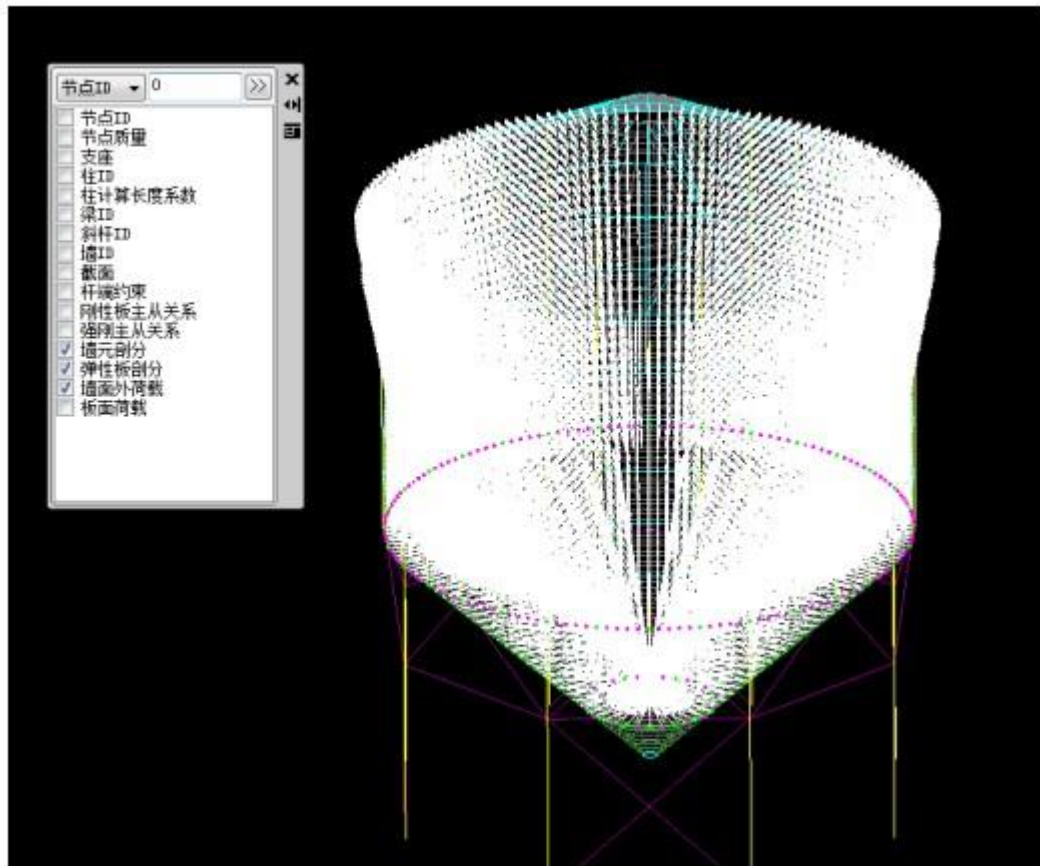 节点ID 0 >>
节点ID
节点质量
支座
柱ID
柱计算长度系数
梁ID
斜杆ID
墙ID
截面
杆端约束
刚性板主从关系
强刚主从关系
墙元剖分
弹性板剖分
墙面外荷载
板面荷载